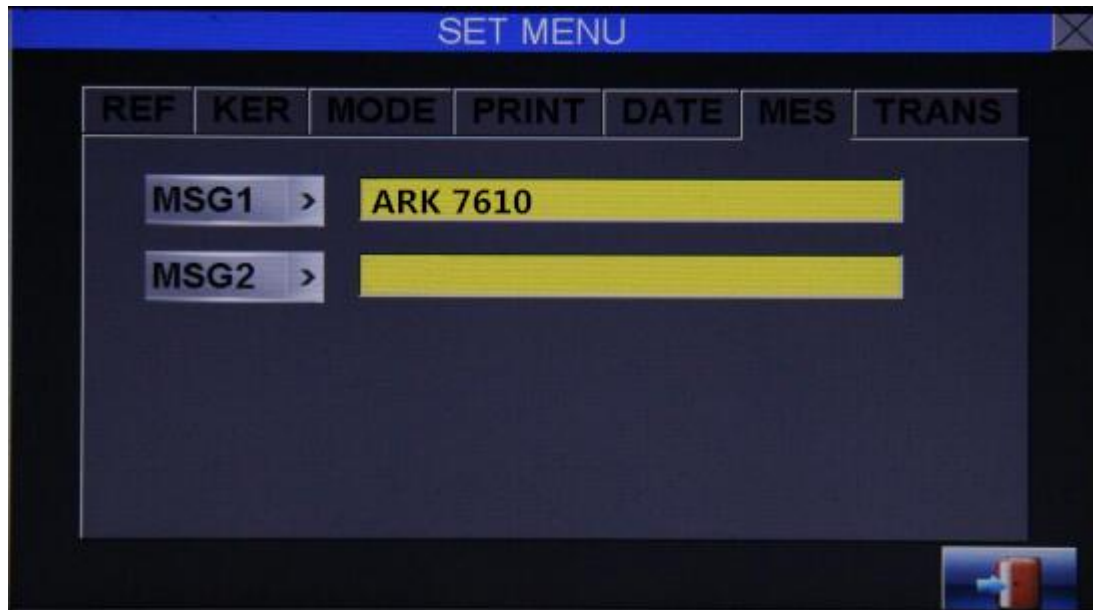 SET MENU
REF KER MODE PRINT DATE MES TRANS
MSG1 > ARK 7610
MSG2 >